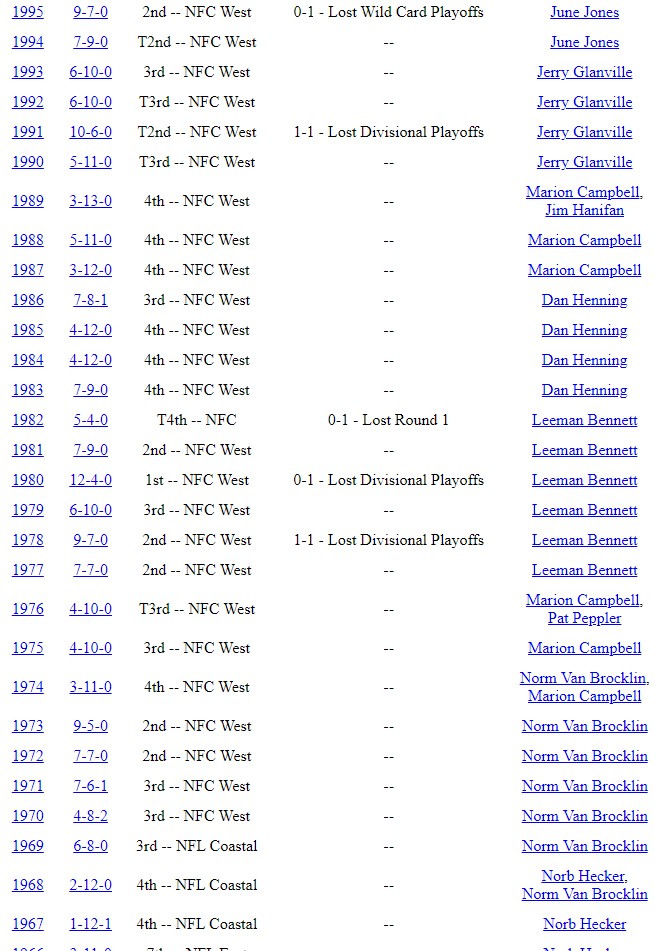 1995 9-7-0 2nd -- NFC West 0-1 - Lost Wild Card Playoffs June Jones
1994 7-9-0 T2nd -- NFC West -- June Jones
1993 6-10-0 3rd -- NFC West -- Jerry Glanville
1992 6-10-0 T3rd -- NFC West -- Jerry Glanville
1991 10-6-0 T2nd -- NFC West 1-1 - Lost Divisional Playoffs Jerry Glanville
1990 5-11-0 T3rd -- NFC West -- Jerry Glanville
1989 3-13-0 4th -- NFC West -- Marion Campbell,
Jim Hanifan
1988 5-11-0 4th -- NFC West -- Marion Campbell
1987 3-12-0 4th -- NFC West -- Marion Campbell
1986 7-8-1 3rd -- NFC West -- Dan Henning
1985 4-12-0 4th -- NFC West -- Dan Henning
1984 4-12-0 4th -- NFC West -- Dan Henning
1983 7-9-0 4th -- NFC West -- Dan Henning
1982 5-4-0 T4th -- NFC 0-1 - Lost Round 1 Leeman Bennett
1981 7-9-0 2nd -- NFC West -- Leeman Bennett
1980 12-4-0 1st -- NFC West 0-1 - Lost Divisional Playoffs Leeman Bennett
1979 6-10-0 3rd -- NFC West -- Leeman Bennett
1978 9-7-0 2nd -- NFC West 1-1 - Lost Divisional Playoffs Leeman Bennett
1977 7-7-0 2nd -- NFC West -- Leeman Bennett
1976 4-10-0 T3rd -- NFC West -- Marion Campbell,
Pat Peppler
1975 4-10-0 3rd -- NFC West -- Marion Campbell
1974 3-11-0 4th -- NFC West -- Norm Van Brocklin,
Marion Campbell
1973 9-5-0 2nd -- NFC West -- Norm Van Brocklin
1972 7-7-0 2nd -- NFC West -- Norm Van Brocklin
1971 7-6-1 3rd -- NFC West -- Norm Van Brocklin
1970 4-8-2 3rd -- NFC West -- Norm Van Brocklin
1969 6-8-0 3rd -- NFL Coastal -- Norm Van Brocklin
1968 2-12-0 4th -- NFL Coastal -- Norb Hecker,
Norm Van Brocklin
1967 1-12-1 4th -- NFL Coastal -- Norb Hecker